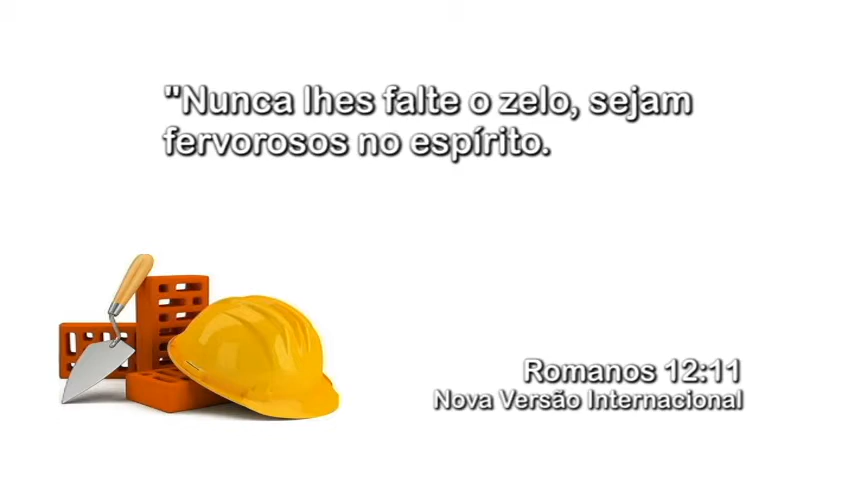 "Nunca lhes falte o zelo, sejam
fervorosos no espírito.
Romanos 12:11
Nova Versão Internacional